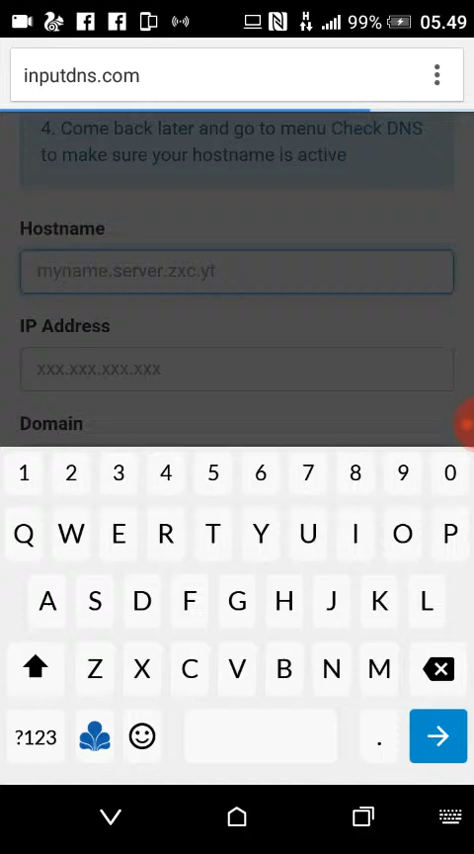 H 99% 05.49
inputdns.com
4. Come back later and go to menu Check DNS
to make sure your hostname is active
Hostname
myname.server.zxc.yt
IP Address
xxx.xxx.xxx.xxx
Domain
1 2 3 4 5 6 7 8 9 0
Q W E R T Y U I O P
A S D F G H J K L
Z X C V B N M
?123 .